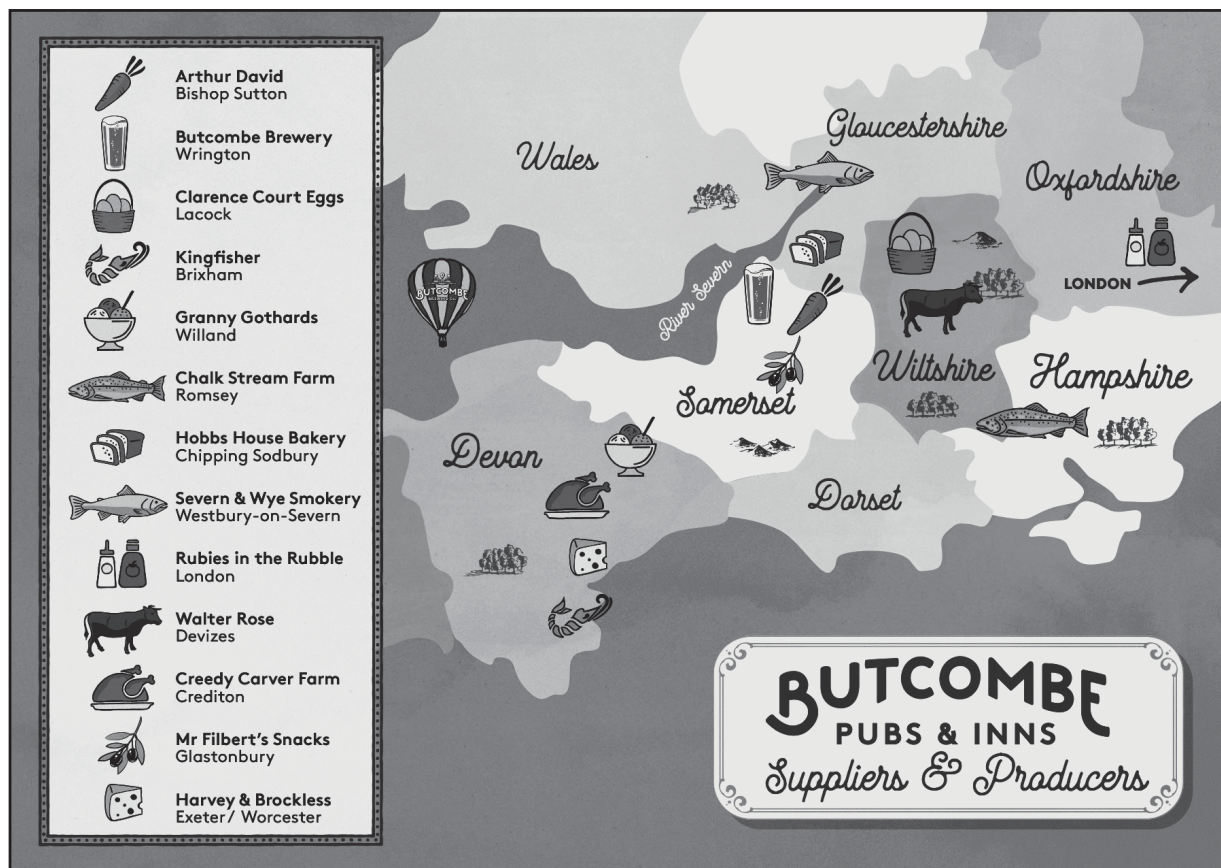 Arthur David
Bishop Sutton
Butcombe Brewery
Wrington
Clarence Court Eggs
Lacock
Kingfisher
Brixham
Granny Gothards
Willand
Chalk Stream Farm
Romsey
Hobbs House Bakery
Chipping Sodbury
Severn & Wye Smokery
Westbury-on-Severn
Rubies in the Rubble
London
Walter Rose
Devizes
Creedy Carver Farm
Crediton
Mr Filbert's Snacks
Glastonbury
Harvey & Brockless
Exeter/ Worcester
Wales
Gloucestershire
Oxfordshire
BUTCOMBE
River Severn
LONDON
Wiltshire
Hampshire
Somerset
Devon
Dorset
BUTCOMBE
PUBS & INNS
Suppliers & Producers